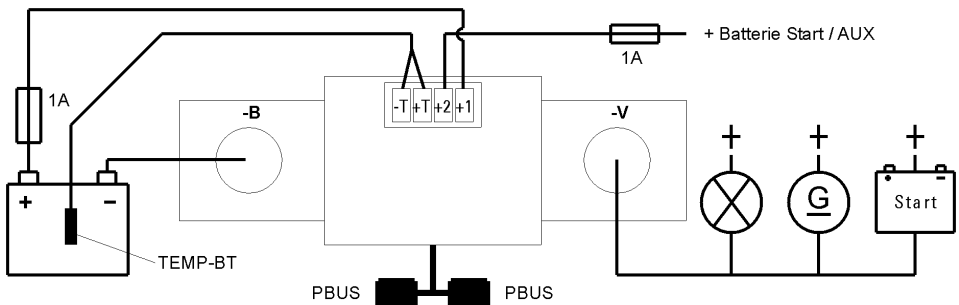 + Batterie Start / AUX
1A
1A
-B
-T +T +2 +1
-V
+ + +
+ -
G
+ -
Start
TEMP-BT
PBUS
PBUS